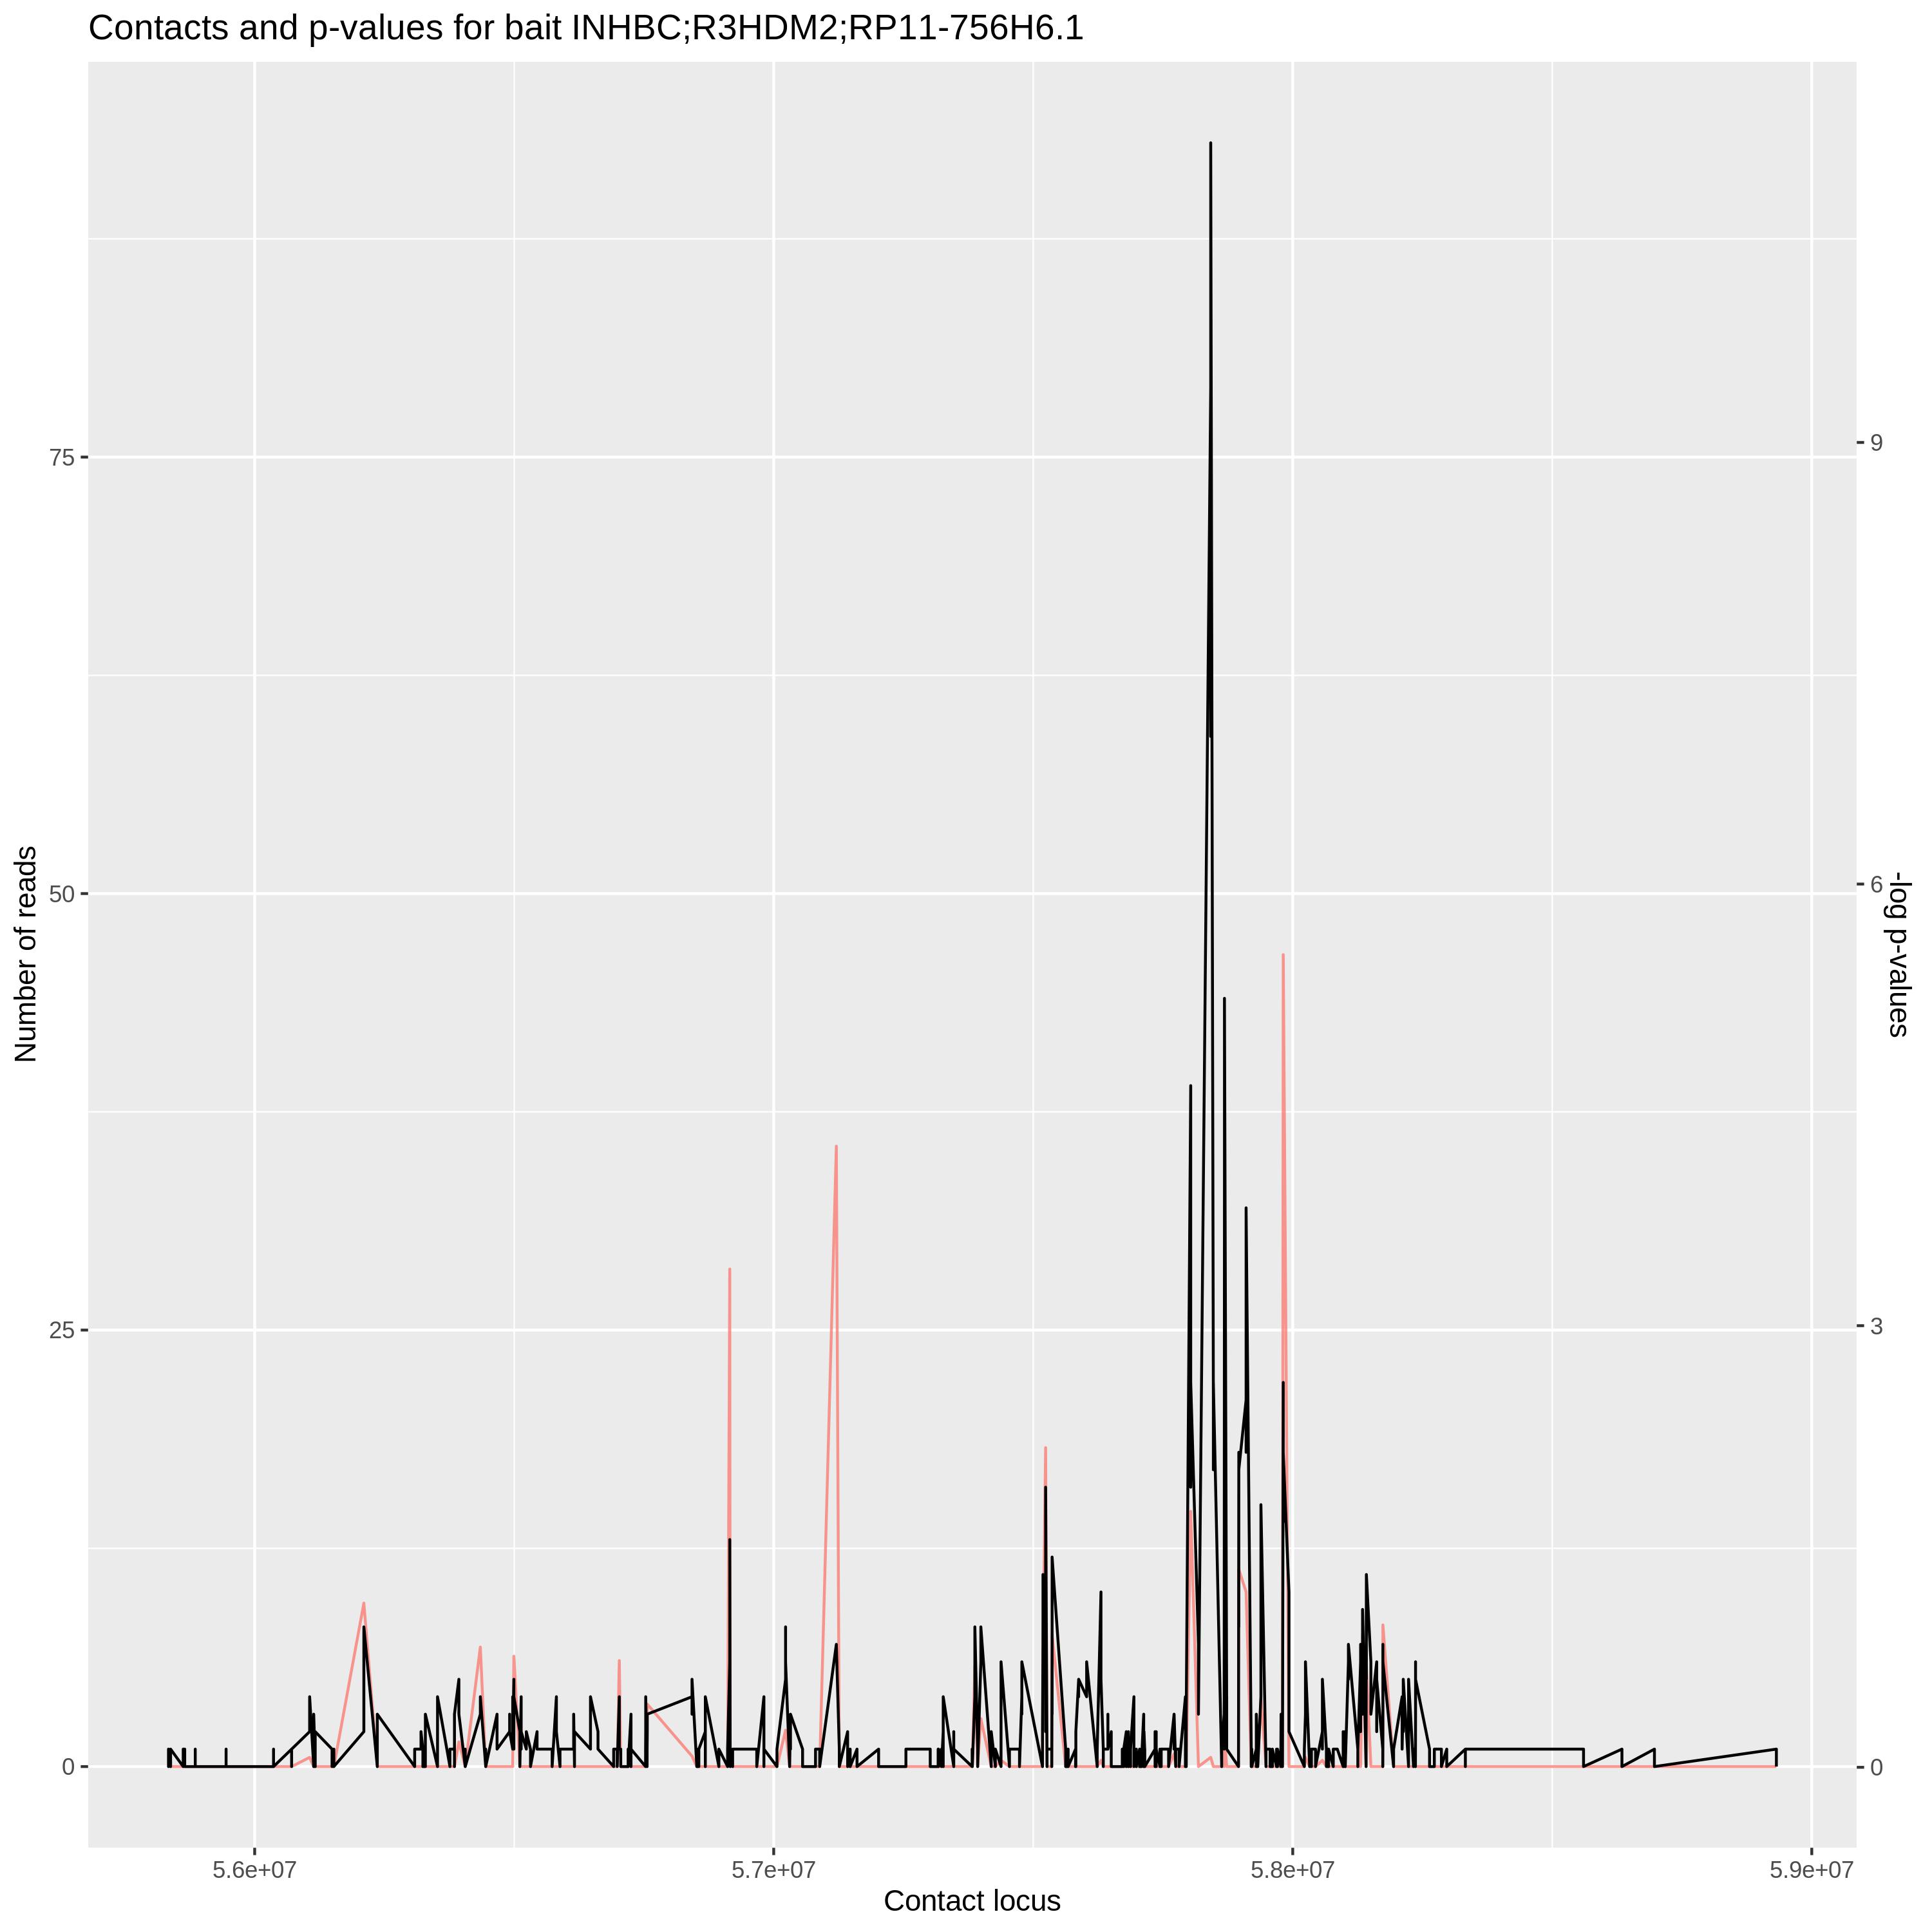 Contacts and p-values for bait INHBC;R3HDM2;RP11-756H6.1
75
50
25
0
Number of reads
9
6
3
0
-log p-values
5.6e+07
5.7e+07
5.8e+07
5.9e+07
Contact locus